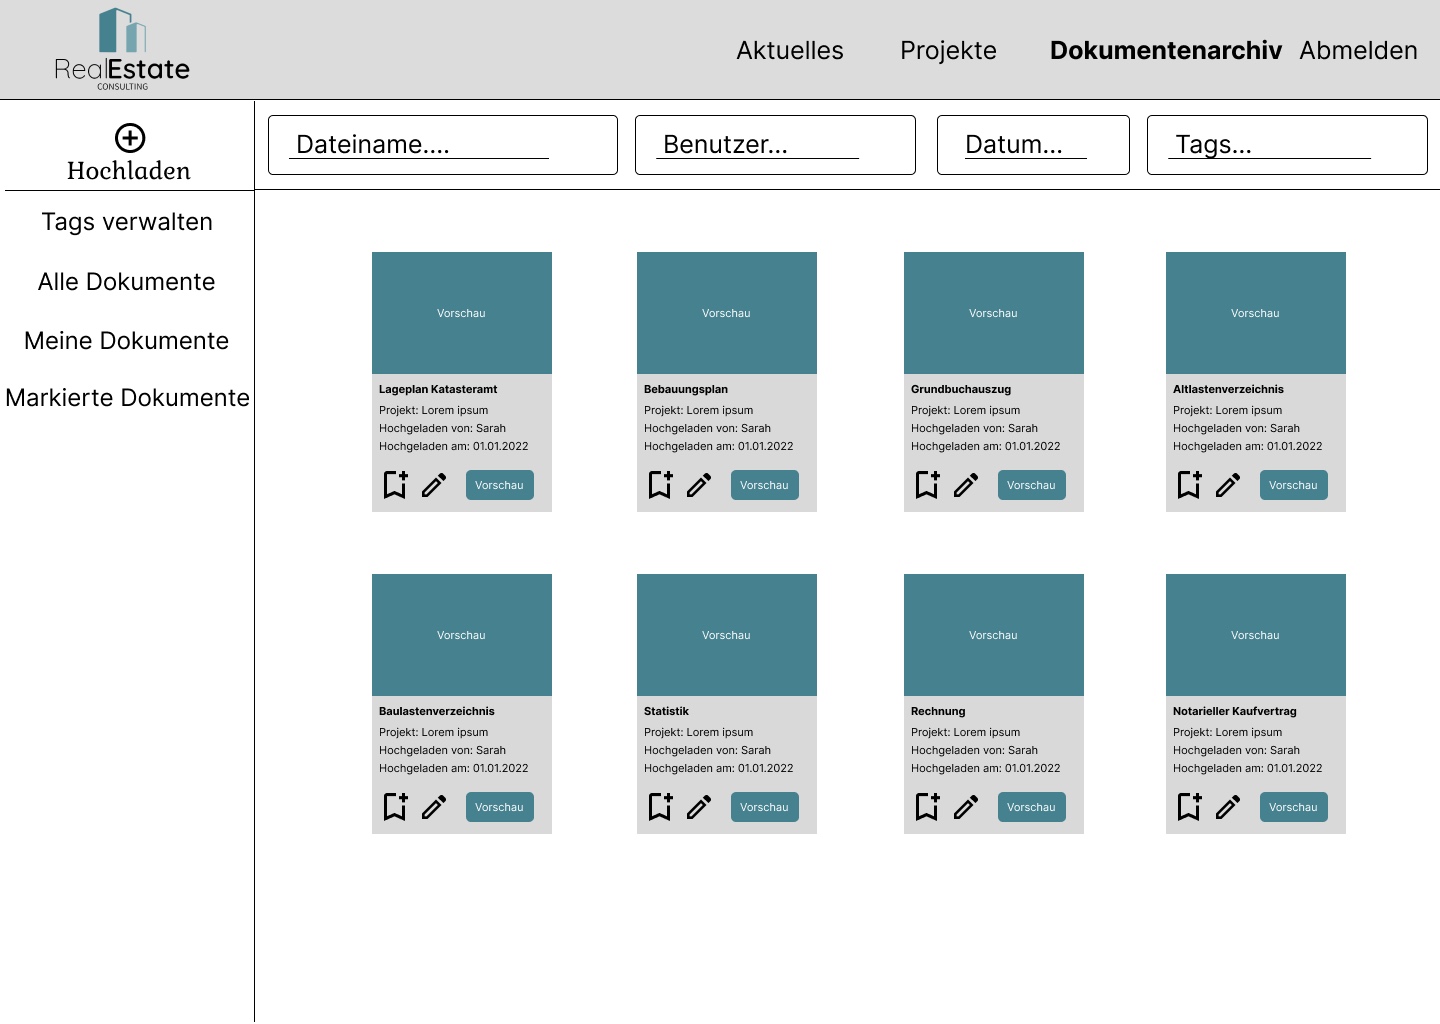 RealEstate
CONSULTING
Aktuelles Projekte Dokumentenarchiv Abmelden
Hochladen
Tags verwalten
Alle Dokumente
Meine Dokumente
Markierte Dokumente
Dateiname.... Benutzer... Datum... Tags...
Vorschau Vorschau Vorschau Vorschau
Lageplan Katasteramt Bebauungsplan Grundbuchauszug Altlastenverzeichnis
Projekt: Lorem ipsum Projekt: Lorem ipsum Projekt: Lorem ipsum Projekt: Lorem ipsum
Hochgeladen von: Sarah Hochgeladen von: Sarah Hochgeladen von: Sarah Hochgeladen von: Sarah
Hochgeladen am: 01.01.2022 Hochgeladen am: 01.01.2022 Hochgeladen am: 01.01.2022 Hochgeladen am: 01.01.2022
Vorschau Vorschau Vorschau Vorschau
Vorschau Vorschau Vorschau Vorschau
Baulastenverzeichnis Statistik Rechnung Notarieller Kaufvertrag
Projekt: Lorem ipsum Projekt: Lorem ipsum Projekt: Lorem ipsum Projekt: Lorem ipsum
Hochgeladen von: Sarah Hochgeladen von: Sarah Hochgeladen von: Sarah Hochgeladen von: Sarah
Hochgeladen am: 01.01.2022 Hochgeladen am: 01.01.2022 Hochgeladen am: 01.01.2022 Hochgeladen am: 01.01.2022
Vorschau Vorschau Vorschau Vorschau